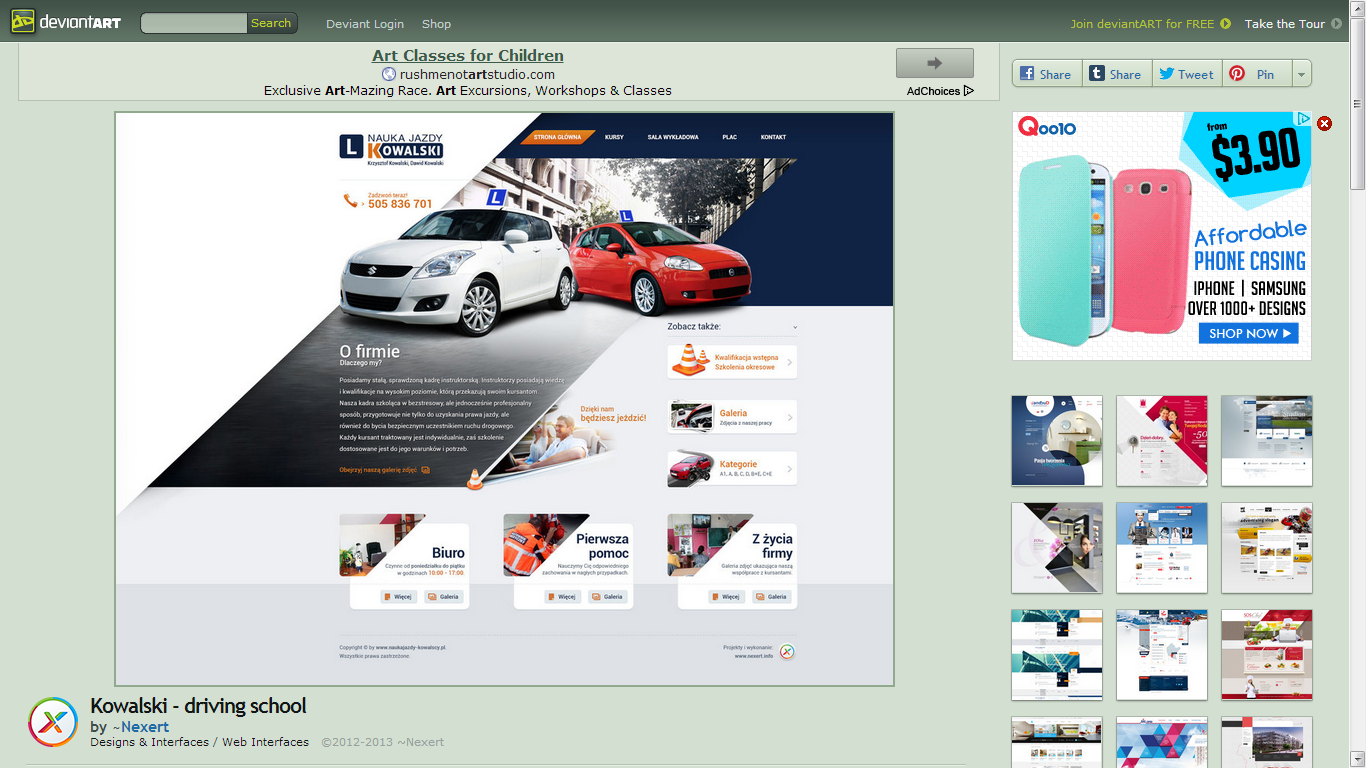 deviantART
Search
Deviant Login Shop
Join deviantART for FREE Take the Tour
Art Classes for Children
rushmenotartstudio.com
Exclusive Art-Mazing Race. Art Excursions, Workshops & Classes
AdChoices
Share Share Tweet Pin
L NAUKA JAZDY
KOWALSKI
Krzysztof Kowalski, Dawid Kowalski
STRONA GŁÓWNA KURSY SALA WYKŁADOWA PLAC KONTAKT
Zadzwoń teraz!
505 836 701
L
L
O firmie
Dlaczego my?
Posiadamy stałą, sprawdzoną kadrę instruktorską. Instruktorzy posiadają wiedzę
i kwalifikacje na wysokim poziomie, którą przekazują swoim kursantom.
Nasza kadra szkoląca w bezstresowy, ale jednocześnie profesjonalny
sposób, przygotowuje nie tylko do uzyskania prawa jazdy, ale
również do bycia bezpiecznym uczestnikiem ruchu drogowego.
Każdy kursant traktowany jest indywidualnie, zaś szkolenie
dostosowane jest do jego warunków i potrzeb.
Obejrzyj naszą galerię zdjęć
Dzięki nam
będziesz jeździć!
Zobacz także:
Kwalifikacja wstępna
Szkolenia okresowe
Galeria
Zdjęcia z naszej pracy
Kategorie
A1, A, B, C, D, B+E, C+E
Biuro
Czynne od poniedziałku do piątku
w godzinach 10:00 - 17:00
Więcej Galeria
Pierwsza
pomoc
Nauczymy Cię odpowiedniego
zachowania w nagłych przypadkach.
Więcej Galeria
Z życia
firmy
Galeria zdjęć ukazująca naszą
współpracę z kursantami.
Więcej Galeria
Copyright © by www.naukajazdy-kowalscy.pl
Wszystkie prawa zastrzeżone.
Projekty i wykonanie:
www.nexert.info
Qoo10
from
$3.90
Affordable
PHONE CASING
IPHONE | SAMSUNG
OVER 1000+ DESIGNS
SHOP NOW
Kowalski - driving school
by ~Nexert
Designs & Interfaces / Web Interfaces ©2012-2013 ~Nexert